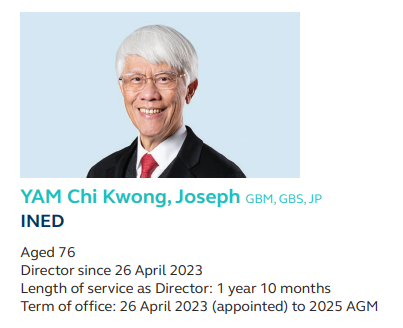 YAM Chi Kwong, Joseph GBM, GBS, JP
INED
Aged 76
Director since 26 April 2023
Length of service as Director: 1 year 10 months
Term of office: 26 April 2023 (appointed) to 2025 AGM